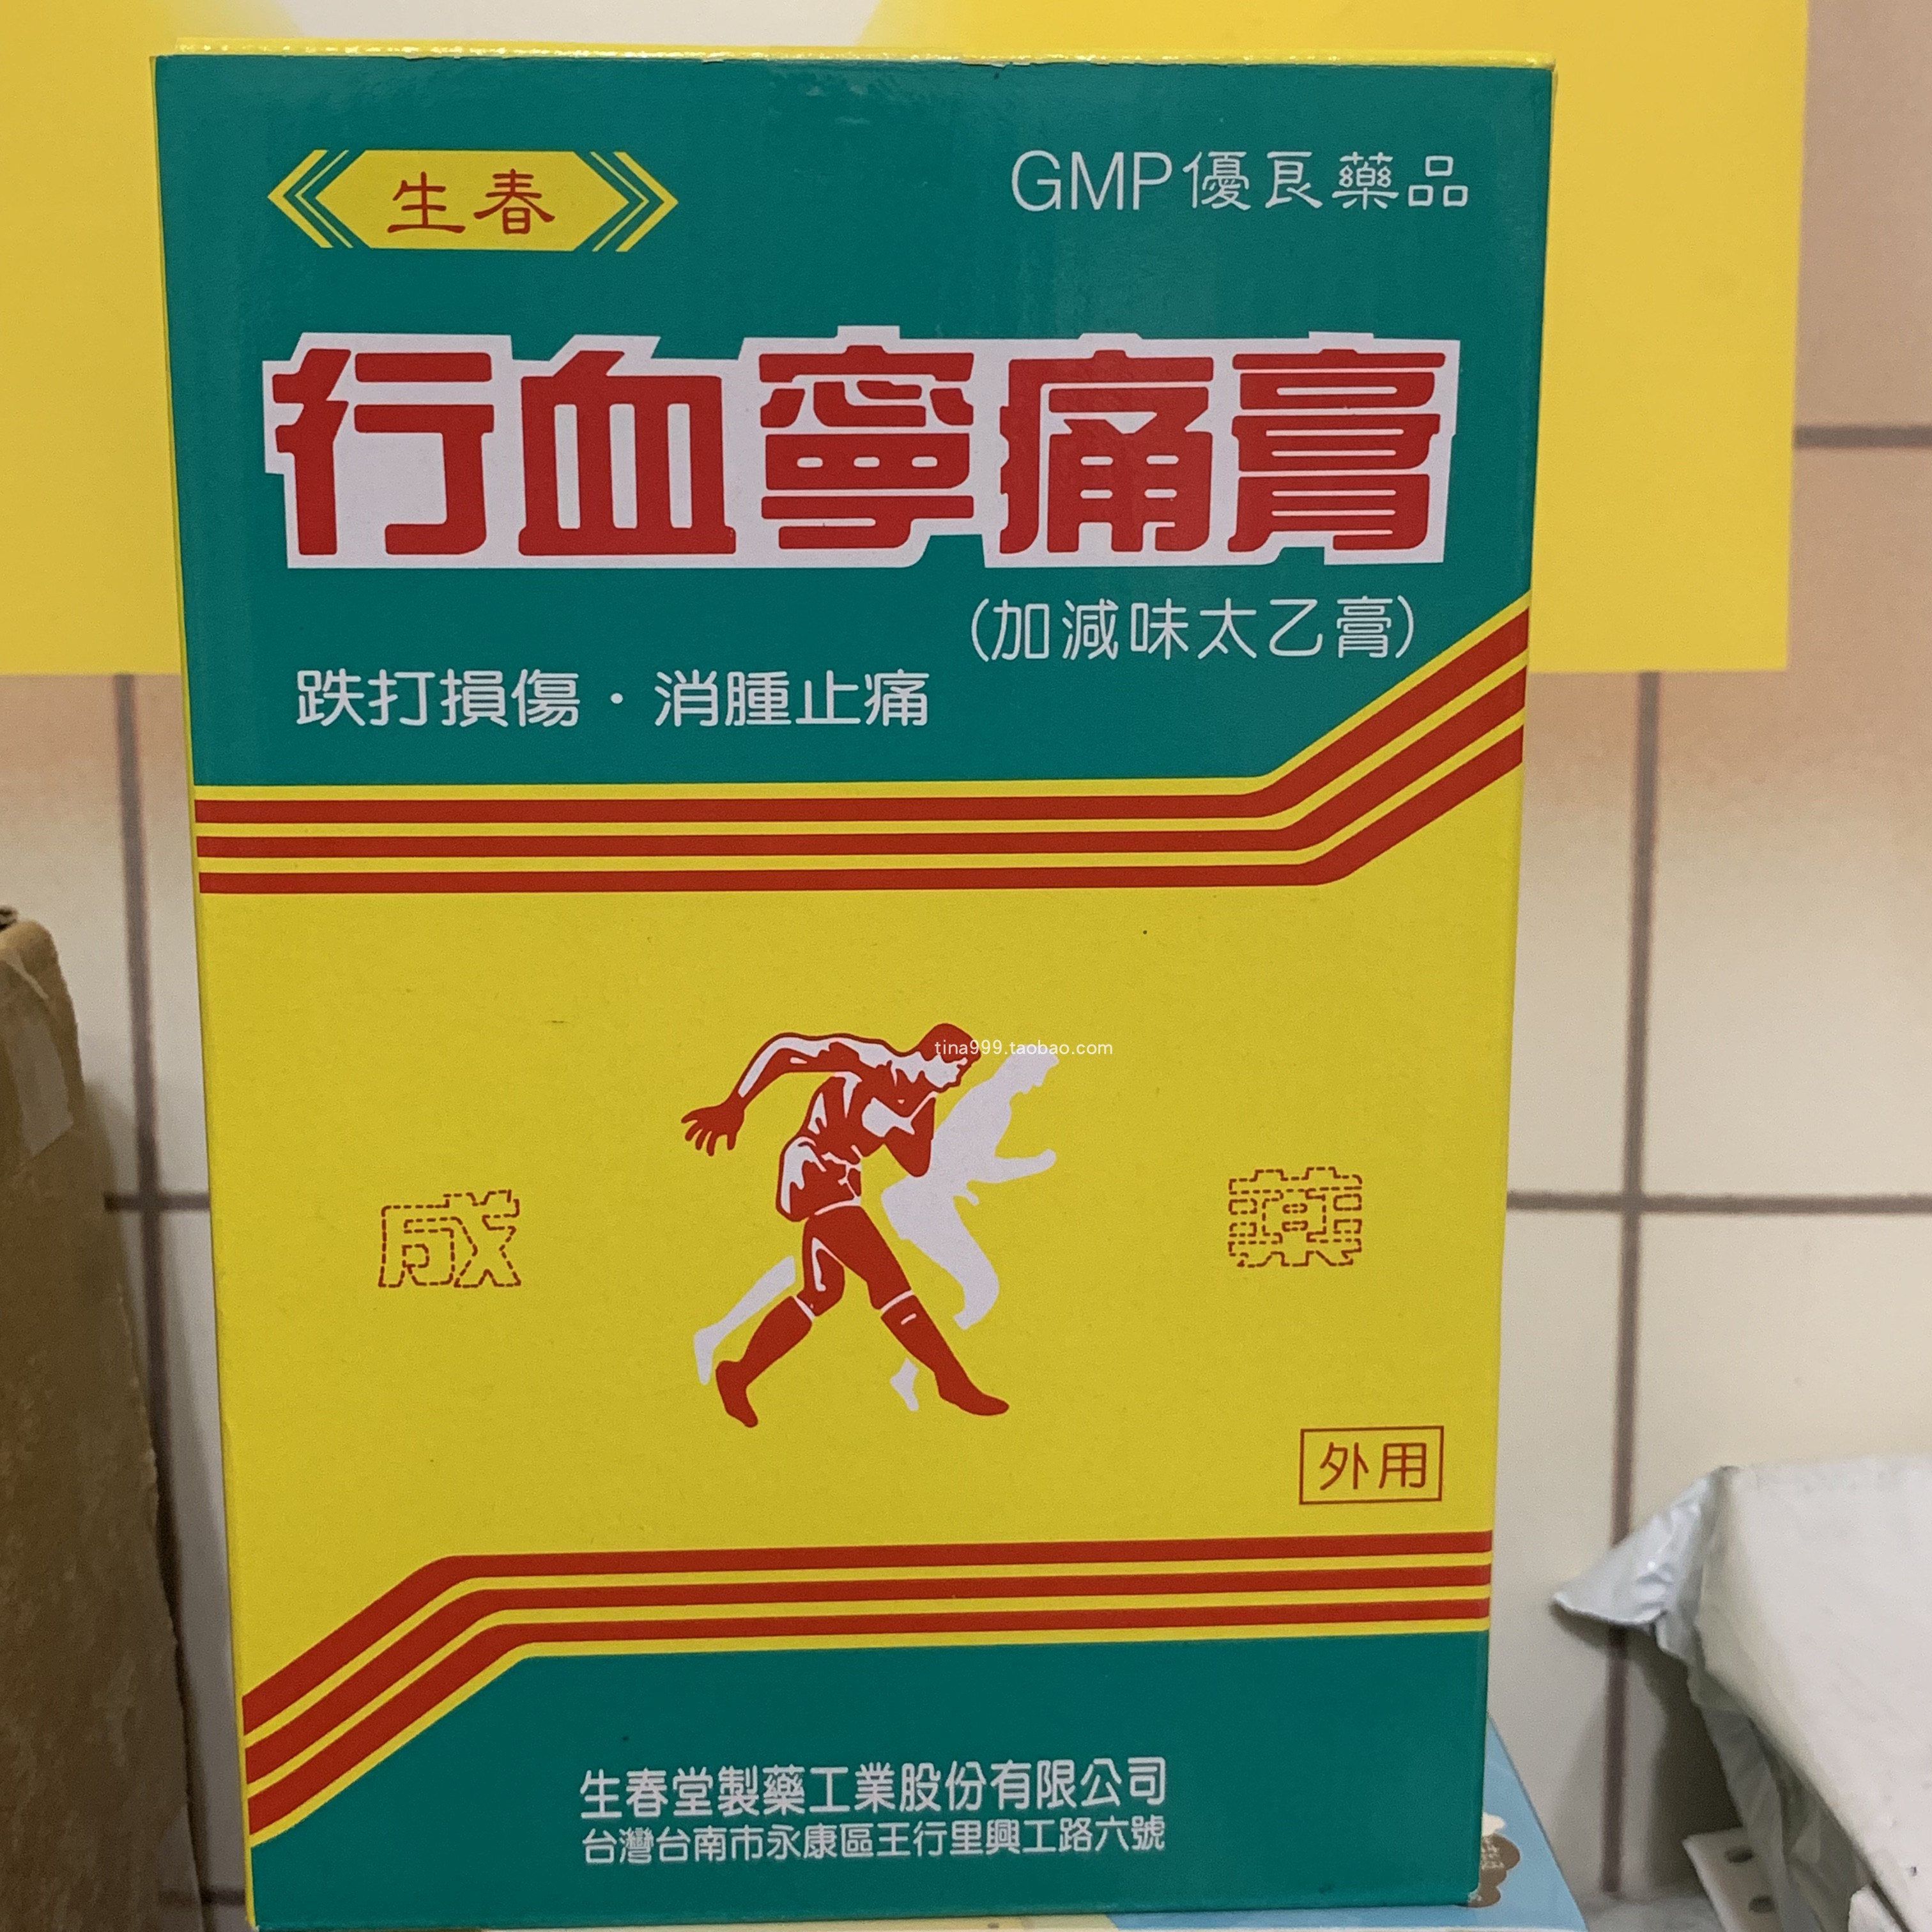 生春
GMP優良藥品
行血寧痛膏
(加減味太乙膏)
跌打損傷・消腫止痛
tina999.taobao.com
成藥
外用
生春堂製藥工業股份有限公司
台灣台南市永康區王行里興工路六號